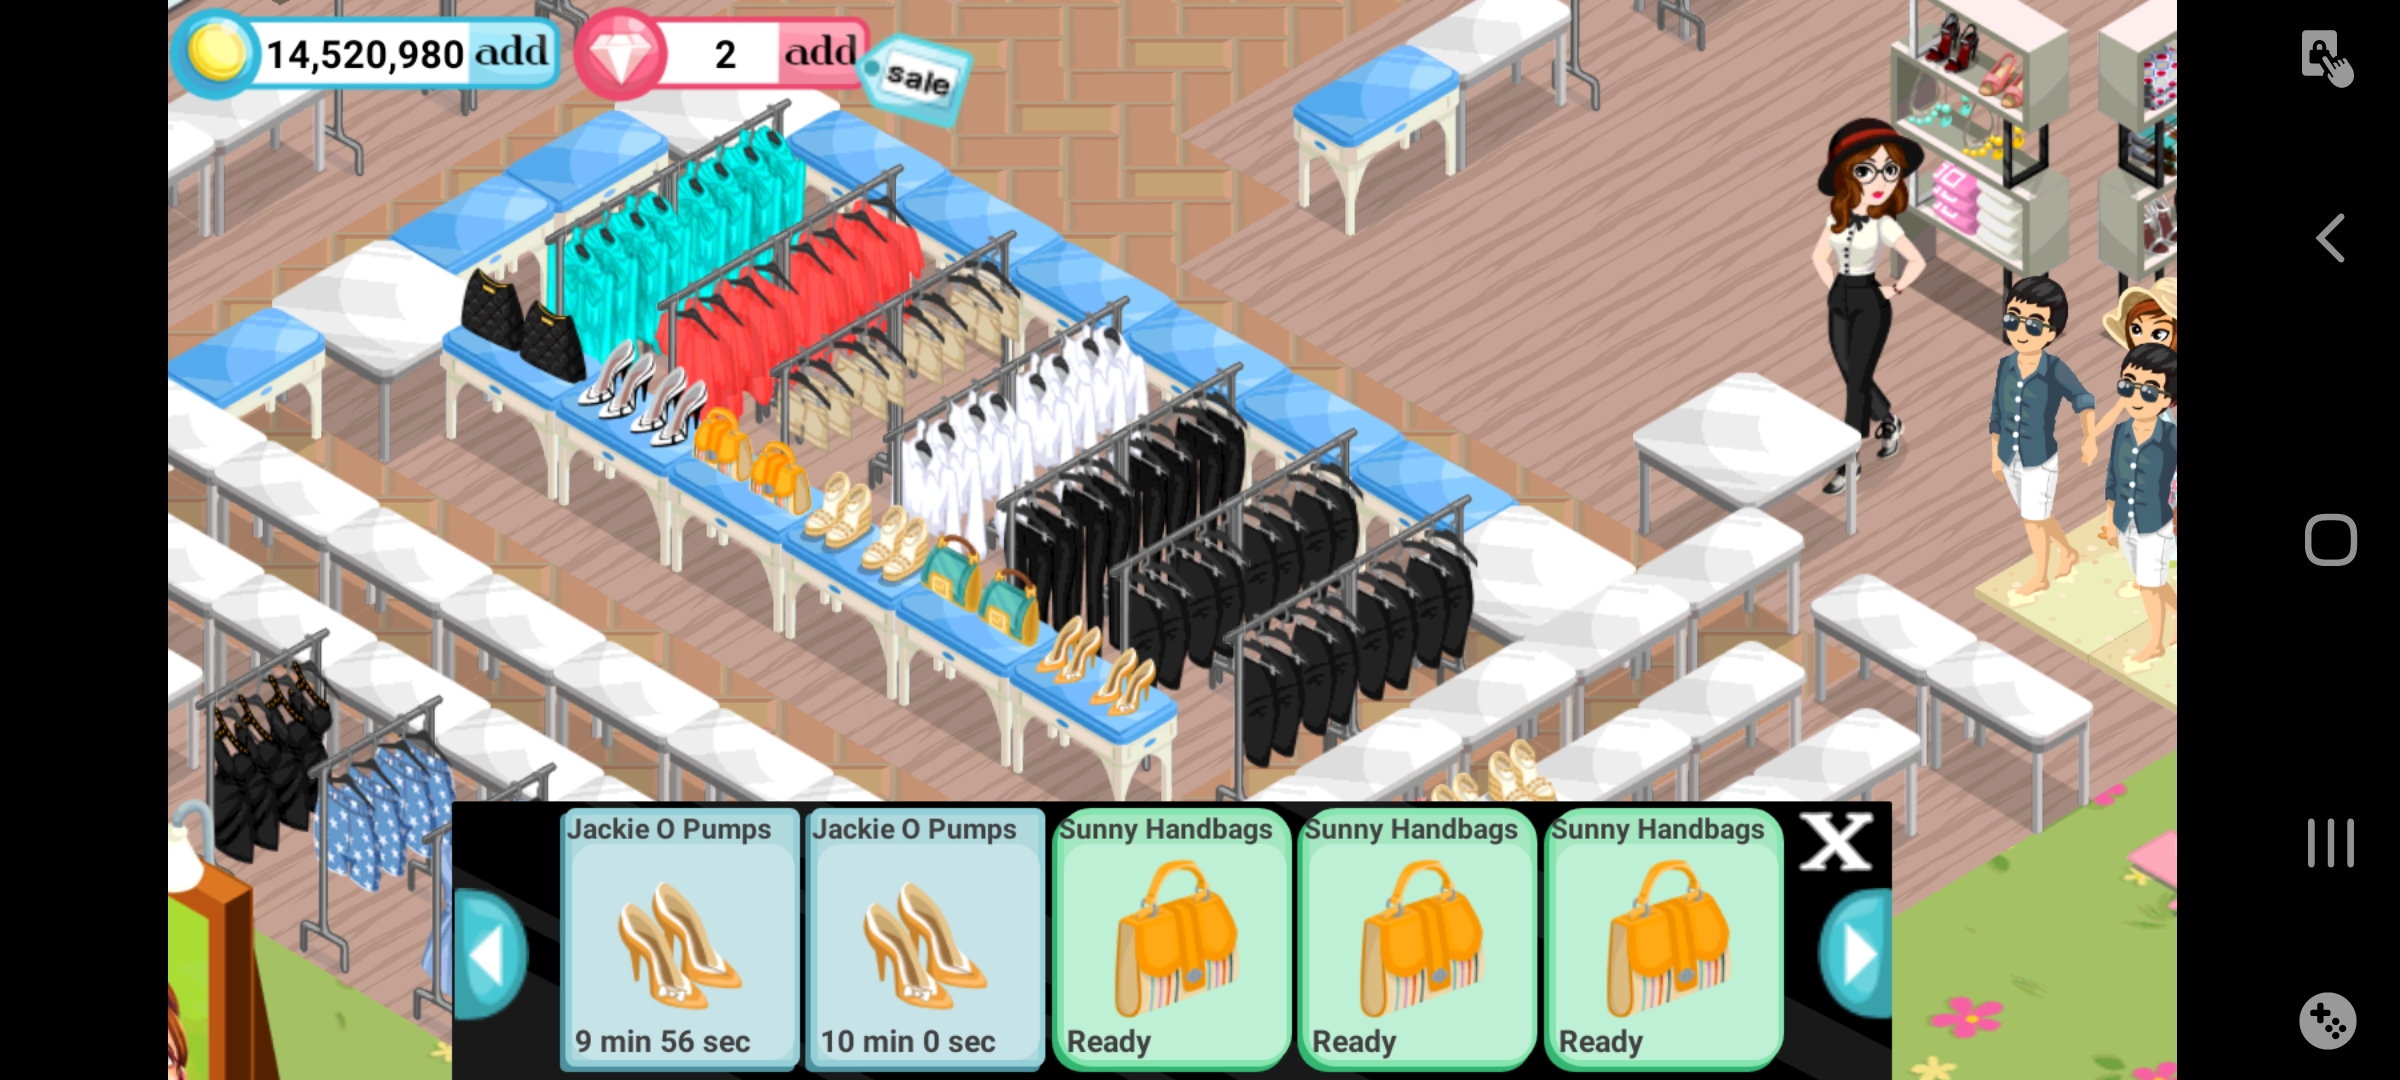 14,520,980 add
2 add
sale
Jackie O Pumps
9 min 56 sec
Jackie O Pumps
10 min 0 sec
Sunny Handbags
Ready
Sunny Handbags
Ready
Sunny Handbags
Ready
X